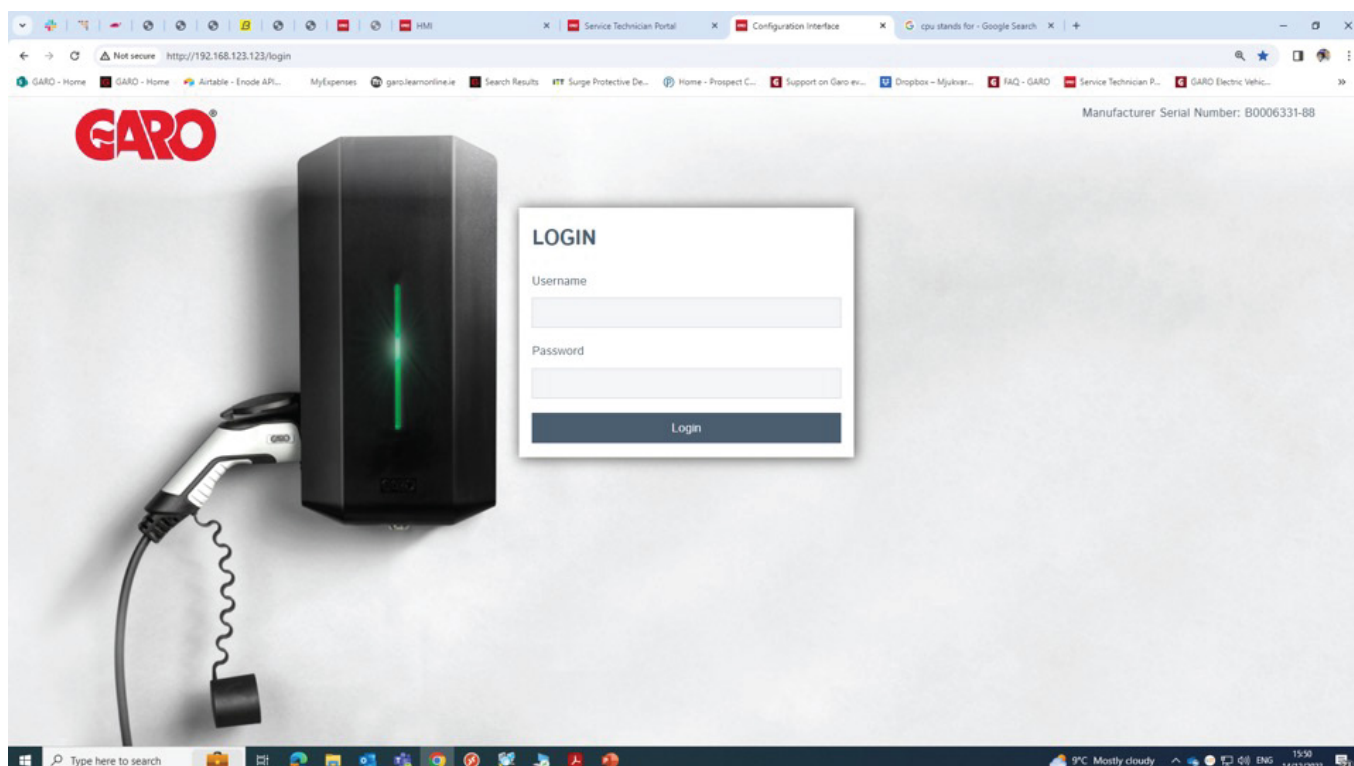 HMI
Service Technician Portal
Configuration Interface
cpu stands for - Google Search
Not secure
http://192.168.123.123/login
GARO - Home
GARO - Home
Airtable - Enode API...
MyExpenses
garo.learnonline.ie
Search Results
Surge Protective De...
Home - Prospect C...
Support on Garo ev...
Dropbox – Mjukvar...
FAQ - GARO
Service Technician P...
GARO Electric Vehic...
GARO®
Manufacturer Serial Number: B0006331-88
LOGIN
Username
Password
Login
GARO
GARO
Type here to search
9°C Mostly cloudy
ENG
15:50